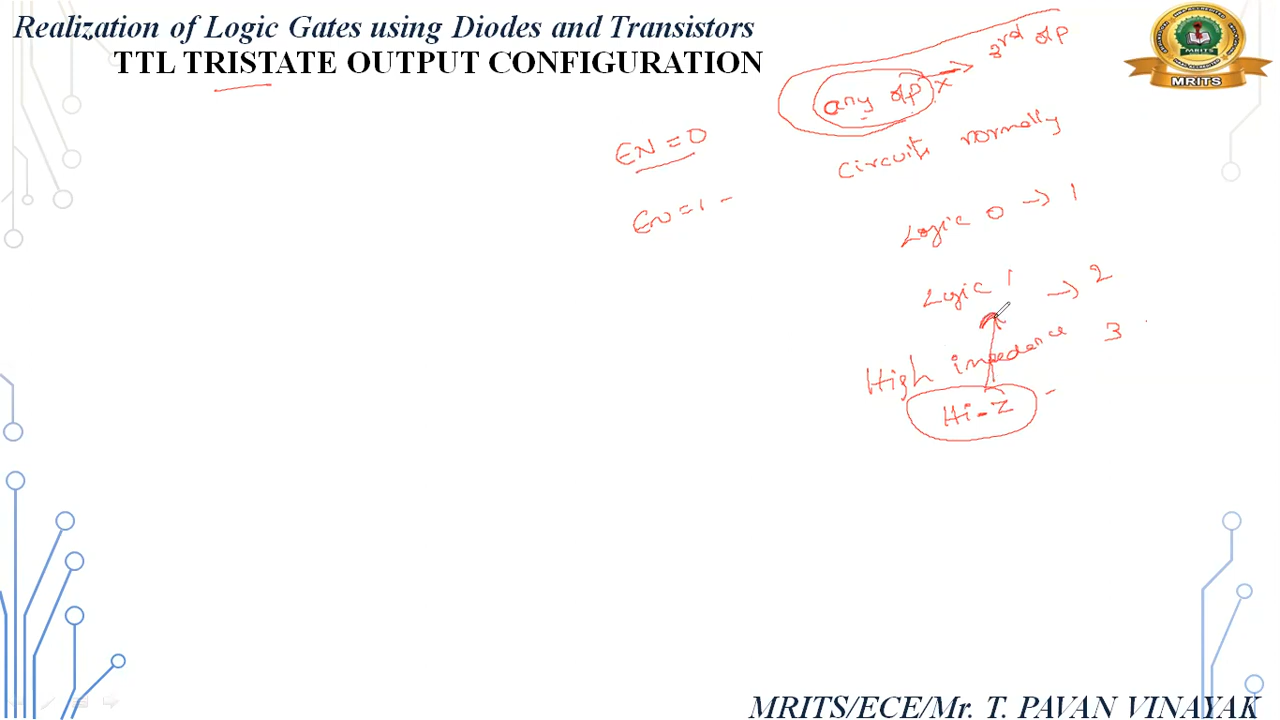 Realization of Logic Gates using Diodes and Transistors
TTL TRISTATE OUTPUT CONFIGURATION
3rd o/p
any o/p x
EN = 0
Circuits normally
EN = 1 -
Logic 0 → 1
Logic 1 → 2
High impedance 3
Hi-Z -
MRITS
MRITS/ECE/Mr. T. PAVAN VINAYAK